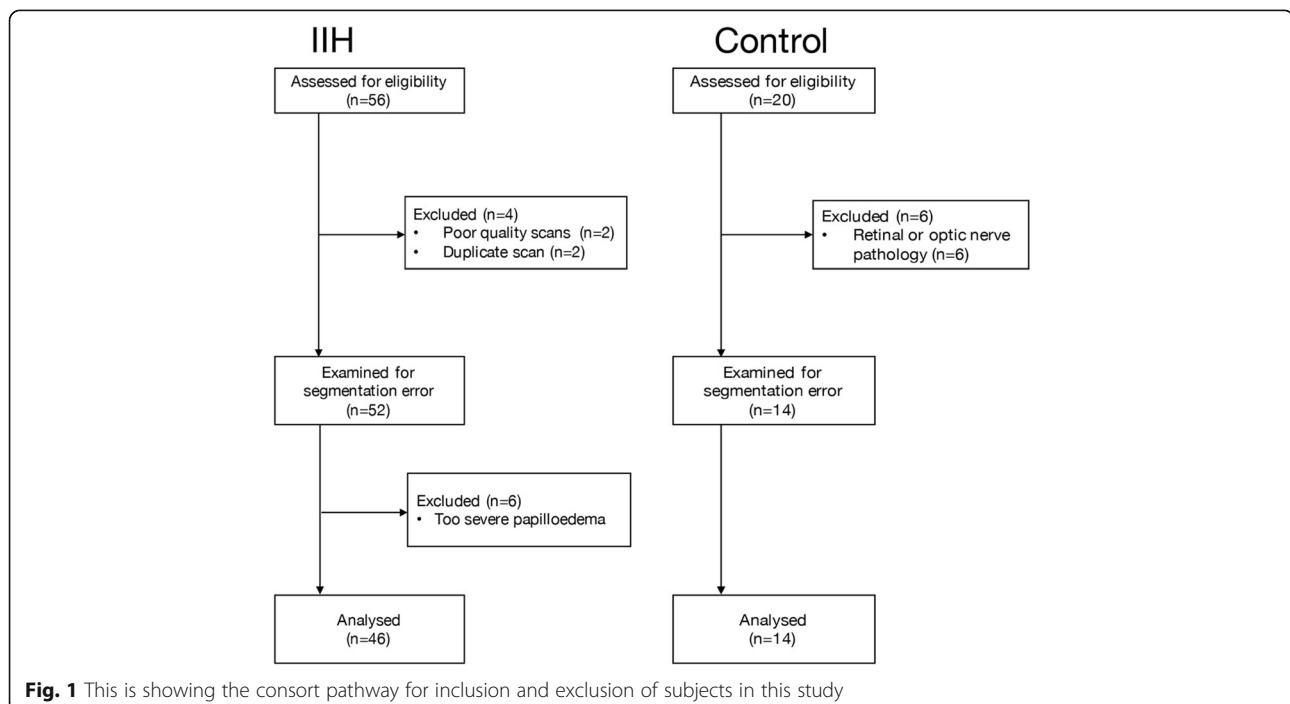 IIH
Control
Assessed for eligibility
(n=56)
Assessed for eligibility
(n=20)
Excluded (n=4)
• Poor quality scans (n=2)
• Duplicate scan (n=2)
Excluded (n=6)
• Retinal or optic nerve
pathology (n=6)
Examined for
segmentation error
(n=52)
Examined for
segmentation error
(n=14)
Excluded (n=6)
• Too severe papilloedema
Analysed
(n=46)
Analysed
(n=14)
Fig. 1 This is showing the consort pathway for inclusion and exclusion of subjects in this study